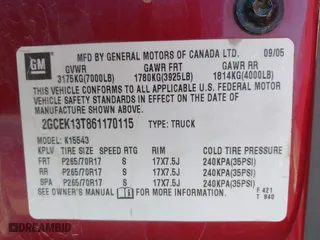 GM
MFD BY GENERAL MOTORS OF CANADA LTD. 09/05
GVWR GAWR FRT GAWR RR
3175KG(7000LB) 1780KG(3925LB) 1814KG(4000LB)
THIS VEHICLE CONFORMS TO ALL APPLICABLE U.S. FEDERAL
MOTOR VEHICLE SAFETY STANDARDS IN EFFECT ON THE DATE
OF MANUFACTURE SHOWN ABOVE.
2GCEK13T861170115 TYPE: TRUCK
MODEL: K15543
KPLV TIRE SIZE SPEED RTG RIM COLD TIRE PRESSURE
FRT P265/70R17 S 17X7.5J 240KPA(35PSI)
RR P265/70R17 S 17X7.5J 240KPA(35PSI)
SPA P265/70R17 S 17X7.5J 240KPA(35PSI)
SEE OWNER'S MANUAL FOR MORE INFORMATION. F 421
T 840